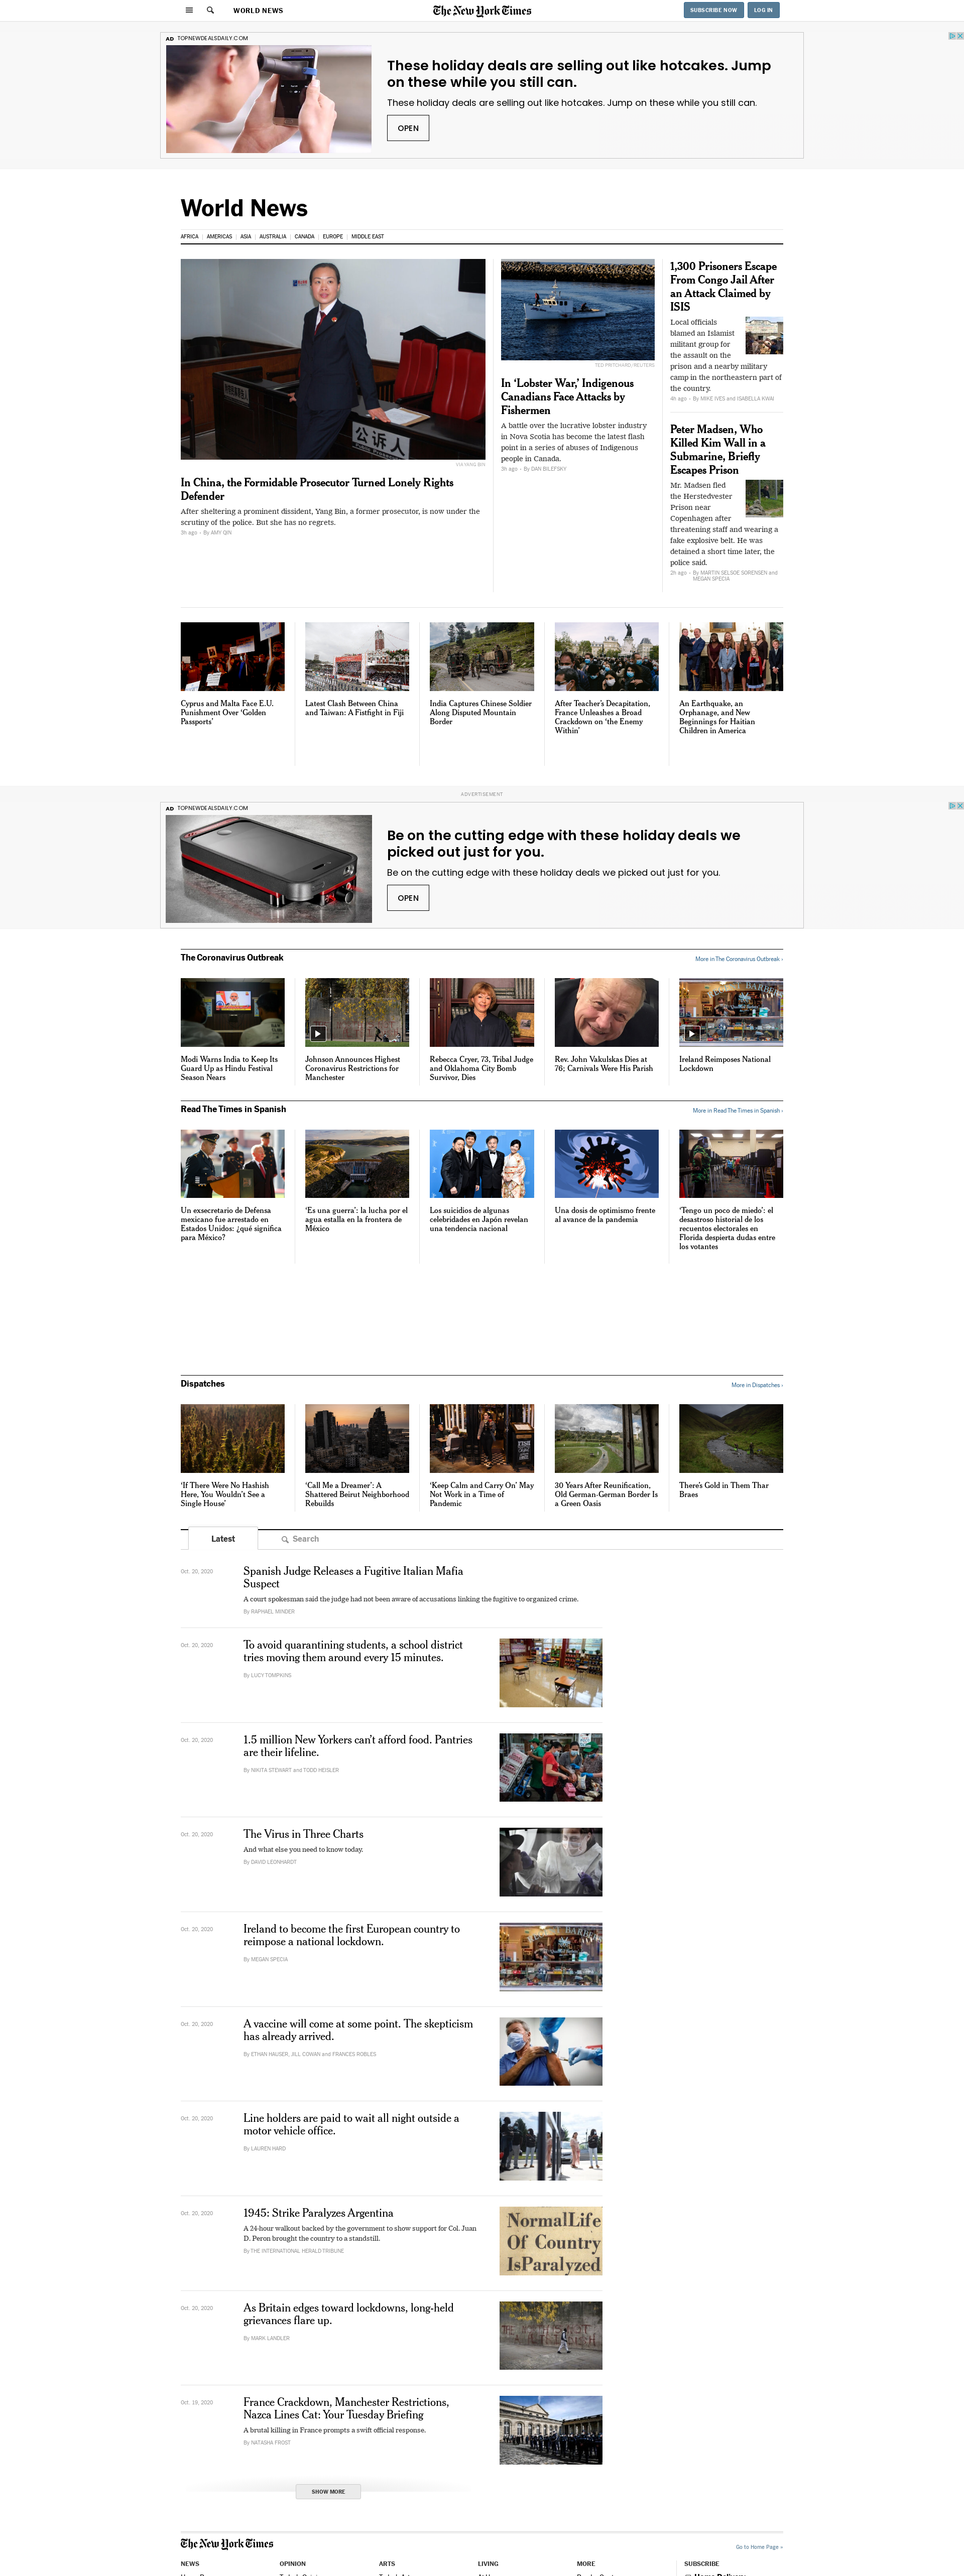 WORLD NEWS
The New York Times
SUBSCRIBE NOW
LOG IN
AD TOPNEWDEALSDAILY.COM
These holiday deals are selling out like hotcakes. Jump
on these while you still can.
These holiday deals are selling out like hotcakes. Jump on these while you still can.
OPEN
World News
AFRICA
AMERICAS
ASIA
AUSTRALIA
CANADA
EUROPE
MIDDLE EAST
公诉人
VIA YANG BIN
In China, the Formidable Prosecutor Turned Lonely Rights
Defender
After sheltering a prominent dissident, Yang Bin, a former prosecutor, is now under the
scrutiny of the police. But she has no regrets.
By AMY QIN
TED PRITCHARD/REUTERS
In ‘Lobster War,’ Indigenous
Canadians Face Attacks by
Fishermen
A battle over the lucrative lobster industry
in Nova Scotia has become the latest flash
point in a series of abuses of Indigenous
people in Canada.
3h ago
By DAN BILEFSKY
1,300 Prisoners Escape
From Congo Jail After
an Attack Claimed by
ISIS
Local officials
blamed an Islamist
militant group for
the assault on the
prison and a nearby military
camp in the northeastern part of
the country.
4h ago
By MIKE IVES and ISABELLA KWAI
Peter Madsen, Who
Killed Kim Wall in a
Submarine, Briefly
Escapes Prison
Mr. Madsen fled
the Herstedvester
Prison near
Copenhagen after
threatening staff and wearing a
fake explosive belt. He was
detained a short time later, the
police said.
2h ago
By MARTIN SELSOE SORENSEN and
MEGAN SPECIA
Cyprus and Malta Face E.U.
Punishment Over ‘Golden
Passports’
Latest Clash Between China
and Taiwan: A Fistfight in Fiji
India Captures Chinese Soldier
Along Disputed Mountain
Border
After Teacher’s Decapitation,
France Unleashes a Broad
Crackdown on ‘the Enemy
Within’
An Earthquake, an
Orphanage, and New
Beginnings for Haitian
Children in America
ADVERTISEMENT
AD TOPNEWDEALSDAILY.COM
Be on the cutting edge with these holiday deals we
picked out just for you.
Be on the cutting edge with these holiday deals we picked out just for you.
OPEN
The Coronavirus Outbreak
More in The Coronavirus Outbreak ›
Modi Warns India to Keep Its
Guard Up as Hindu Festival
Season Nears
Johnson Announces Highest
Coronavirus Restrictions for
Manchester
Rebecca Cryer, 73, Tribal Judge
and Oklahoma City Bomb
Survivor, Dies
Rev. John Vakulskas Dies at
76; Carnivals Were His Parish
Ireland Reimposes National
Lockdown
Read The Times in Spanish
More in Read The Times in Spanish ›
Un exsecretario de Defensa
mexicano fue arrestado en
Estados Unidos: ¿qué significa
para México?
‘Es una guerra’: la lucha por el
agua estalla en la frontera de
México
Los suicidios de algunas
celebridades en Japón revelan
una tendencia nacional
Una dosis de optimismo frente
al avance de la pandemia
‘Tengo un poco de miedo’: el
desastroso historial de los
recuentos electorales en
Florida despierta dudas entre
los votantes
Dispatches
More in Dispatches ›
‘If There Were No Hashish
Here, You Wouldn’t See a
Single House’
‘Call Me a Dreamer’: A
Shattered Beirut Neighborhood
Rebuilds
‘Keep Calm and Carry On’ May
Not Work in a Time of
Pandemic
30 Years After Reunification,
Old German-German Border Is
a Green Oasis
There’s Gold in Them Thar
Braes
Latest
Search
Oct. 20, 2020
Spanish Judge Releases a Fugitive Italian Mafia
Suspect
A court spokesman said the judge had not been aware of accusations linking the fugitive to organized crime.
By RAPHAEL MINDER
Oct. 20, 2020
To avoid quarantining students, a school district
tries moving them around every 15 minutes.
By LUCY TOMPKINS
Oct. 20, 2020
1.5 million New Yorkers can’t afford food. Pantries
are their lifeline.
By NIKITA STEWART and TODD HEISLER
Oct. 20, 2020
The Virus in Three Charts
And what else you need to know today.
By DAVID LEONHARDT
Oct. 20, 2020
Ireland to become the first European country to
reimpose a national lockdown.
By MEGAN SPECIA
Oct. 20, 2020
A vaccine will come at some point. The skepticism
has already arrived.
By ETHAN HAUSER, JILL COWAN and FRANCES ROBLES
Oct. 20, 2020
Line holders are paid to wait all night outside a
motor vehicle office.
By LAUREN HARD
Oct. 20, 2020
1945: Strike Paralyzes Argentina
A 24-hour walkout backed by the government to show support for Col. Juan
D. Peron brought the country to a standstill.
By THE INTERNATIONAL HERALD TRIBUNE
Normal Life
Of Country
Is Paralyzed
Oct. 20, 2020
As Britain edges toward lockdowns, long-held
grievances flare up.
By MARK LANDLER
Oct. 19, 2020
France Crackdown, Manchester Restrictions,
Nazca Lines Cat: Your Tuesday Briefing
A brutal killing in France prompts a swift official response.
By NATASHA FROST
SHOW MORE
The New York Times
Go to Home Page »
NEWS
OPINION
ARTS
LIVING
MORE
SUBSCRIBE